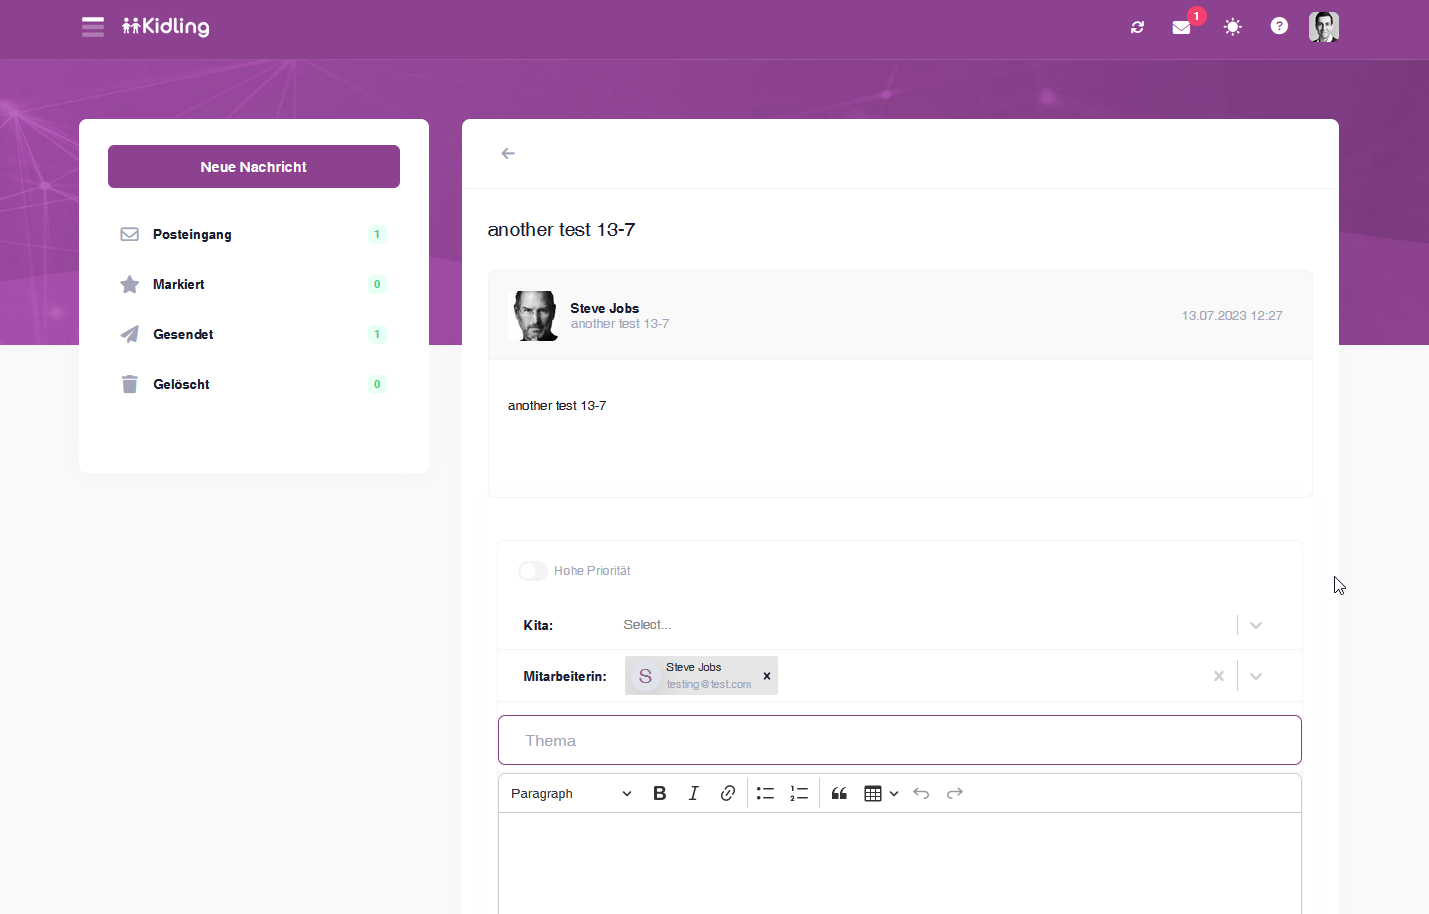 Kidling
1
?
Neue Nachricht
Posteingang 1
Markiert 0
Gesendet 1
Gelöscht 0
another test 13-7
Steve Jobs
another test 13-7
13.07.2023 12:27
another test 13-7
Hohe Priorität
Kita: Select...
Mitarbeiterin: S Steve Jobs
testing@test.com
Thema
Paragraph B I